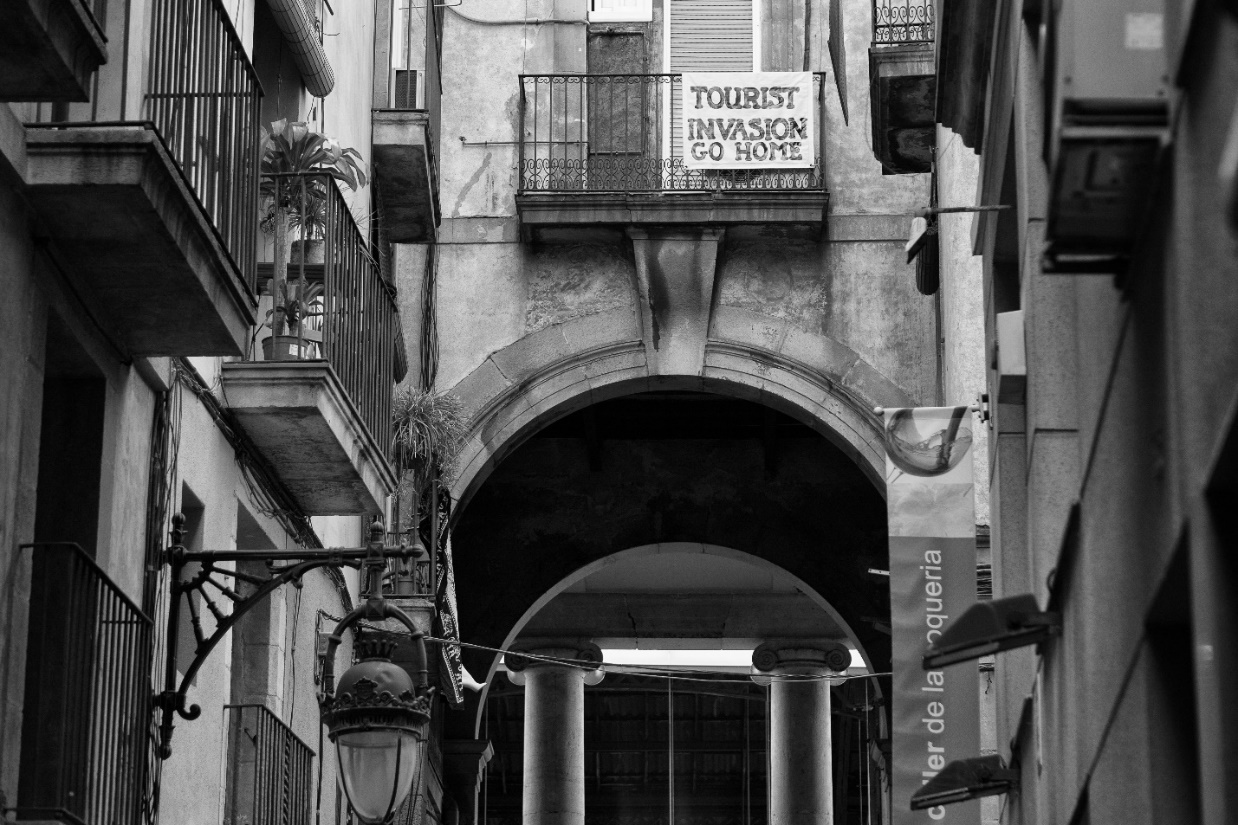 TOURIST
INVASION
GO HOME
de la oqueria